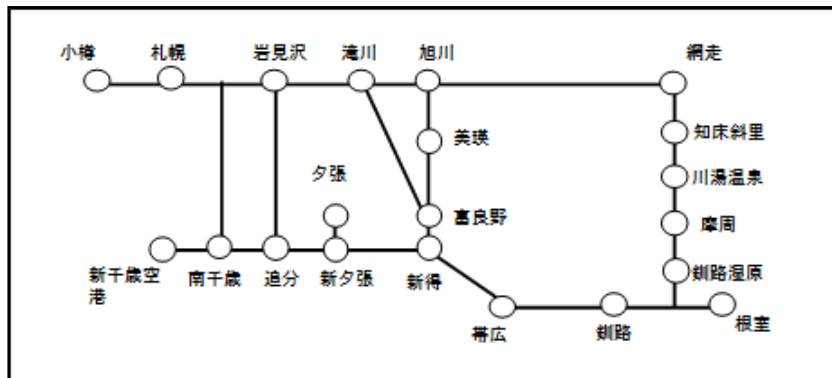 小樽
札幌
岩見沢
滝川
旭川
網走
知床斜里
美瑛
夕張
川湯温泉
富良野
摩周
新千歳空
港
南千歳
追分
新夕張
新得
釧路湿原
帯広
釧路
根室